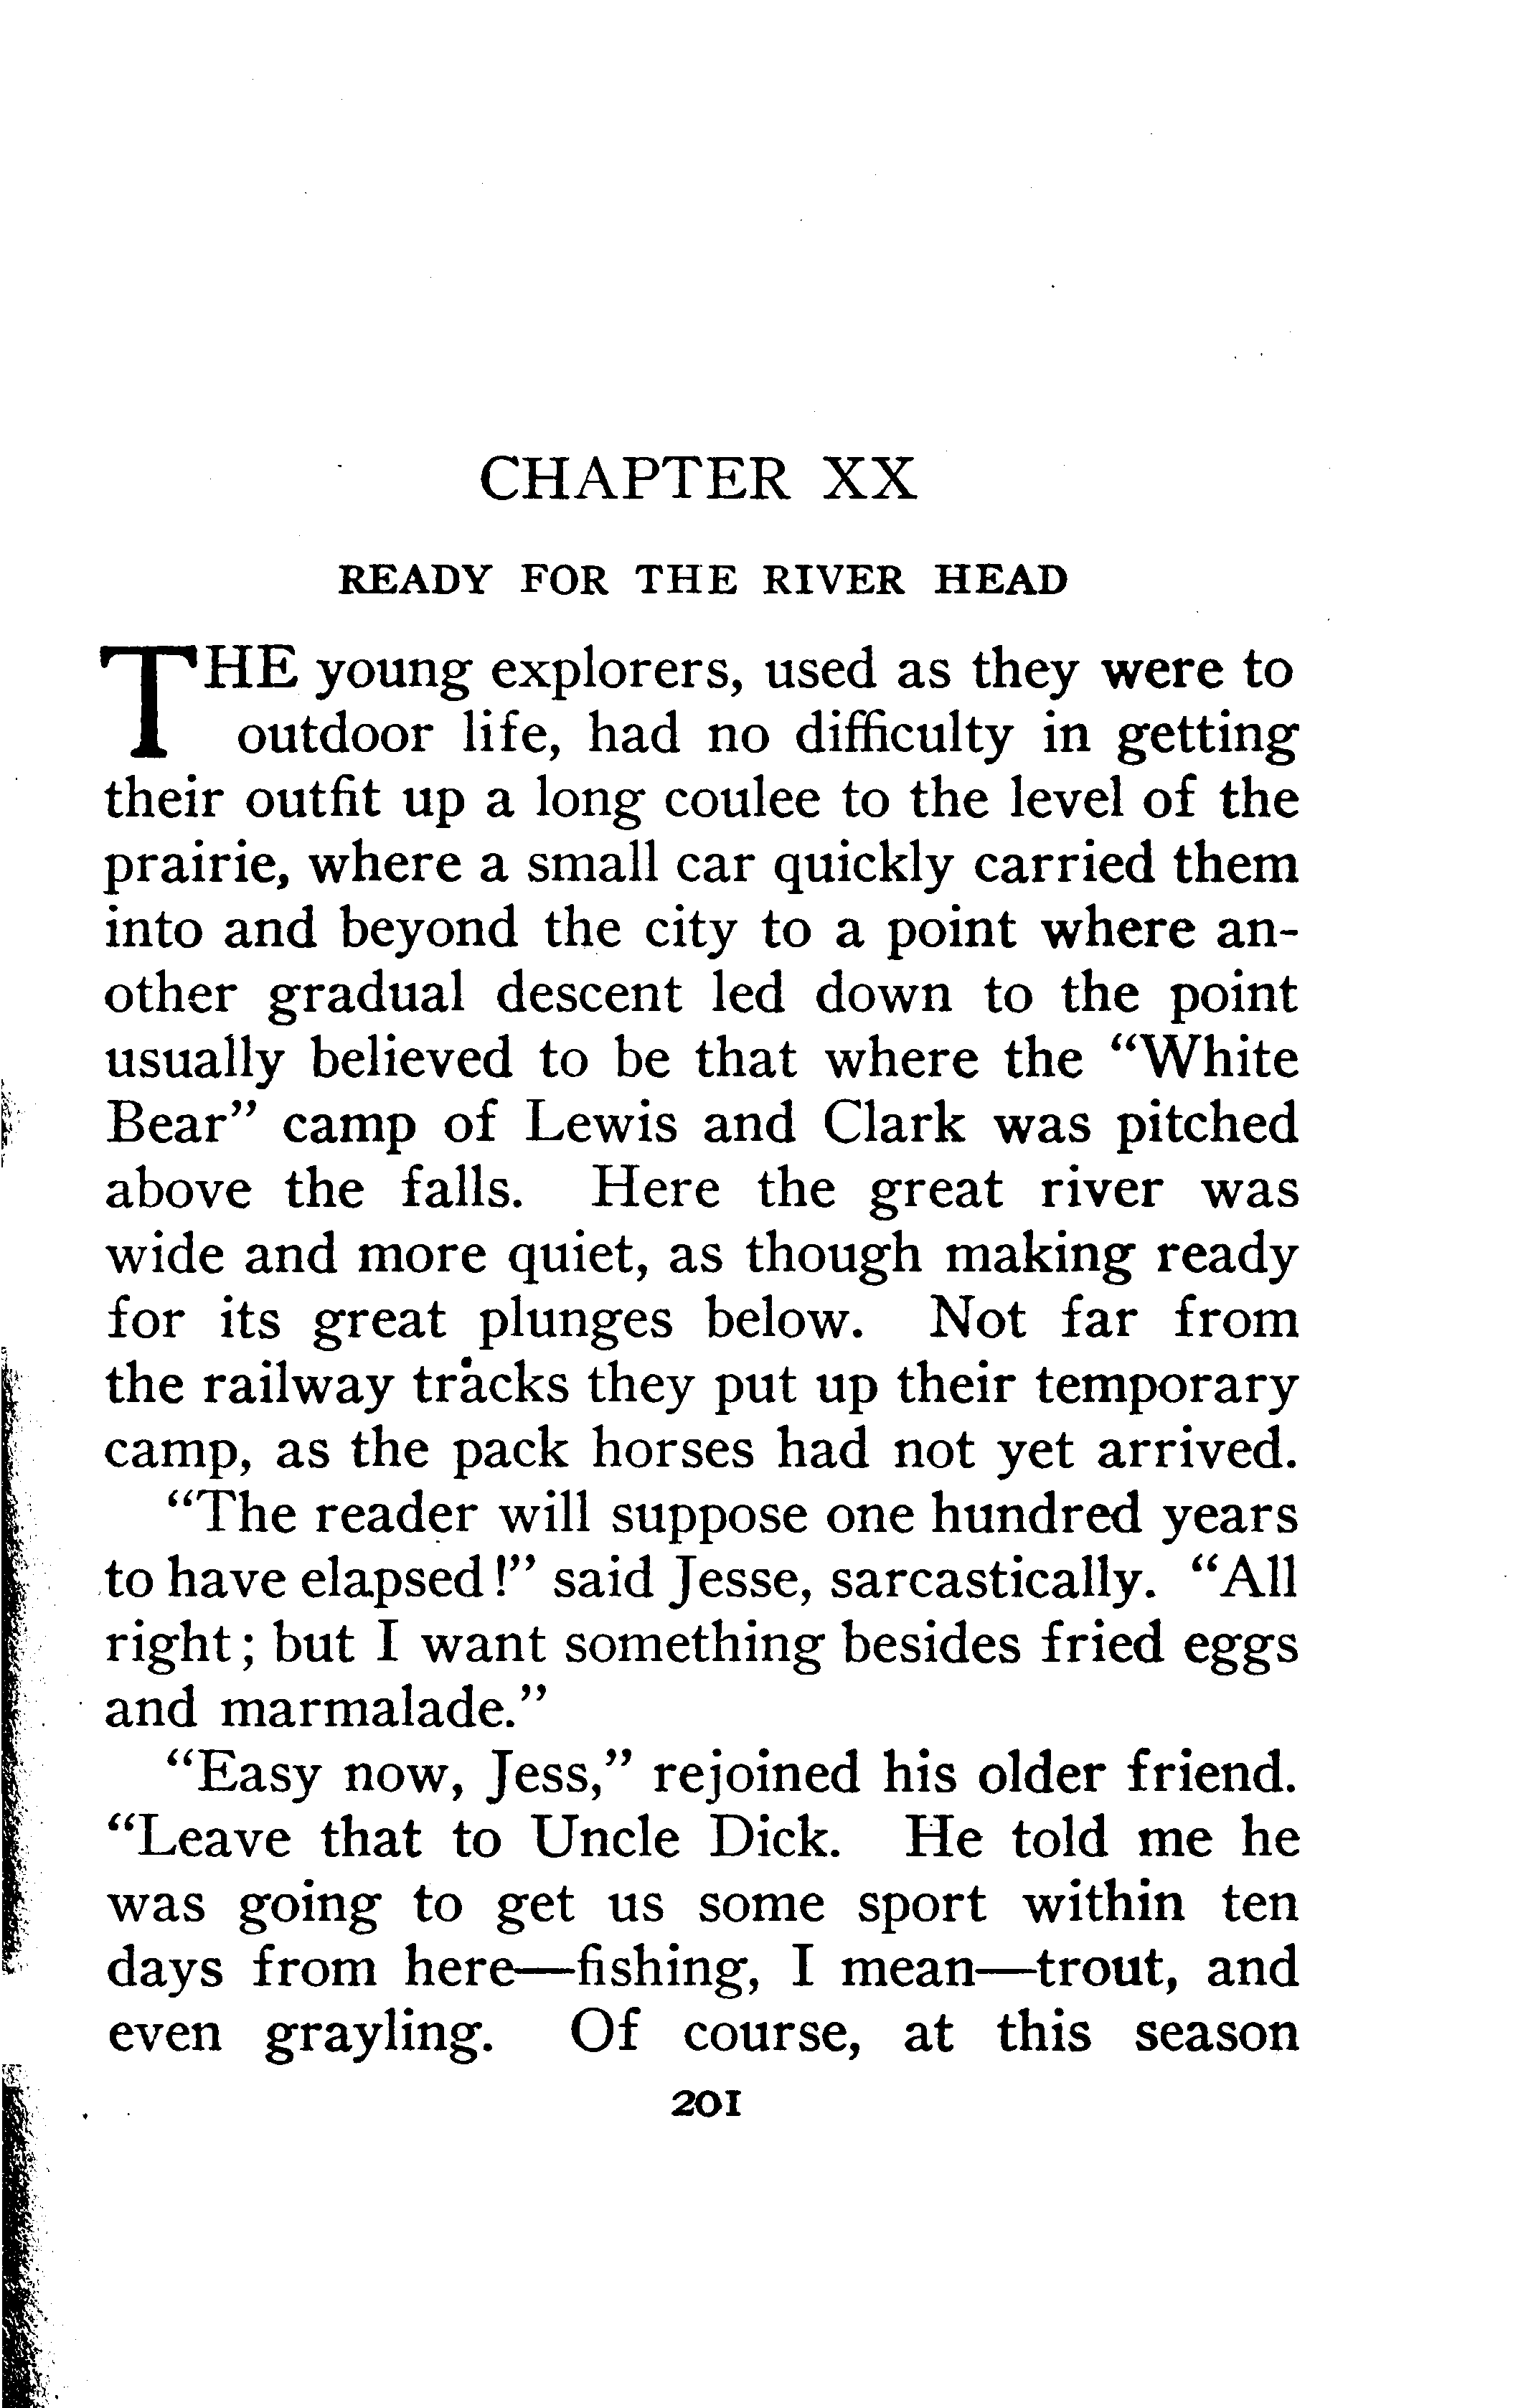 CHAPTER XX
READY FOR THE RIVER HEAD
THE young explorers, used as they were to
outdoor life, had no difficulty in getting
their outfit up a long coulee to the level of the
prairie, where a small car quickly carried them
into and beyond the city to a point where an-
other gradual descent led down to the point
usually believed to be that where the “White
Bear” camp of Lewis and Clark was pitched
above the falls. Here the great river was
wide and more quiet, as though making ready
for its great plunges below. Not far from
the railway tracks they put up their temporary
camp, as the pack horses had not yet arrived.
“The reader will suppose one hundred years
to have elapsed!” said Jesse, sarcastically. “All
right; but I want something besides fried eggs
and marmalade.”
“Easy now, Jess,” rejoined his older friend.
“Leave that to Uncle Dick. He told me he
was going to get us some sport within ten
days from here—fishing, I mean—trout, and
even grayling. Of course, at this season
201